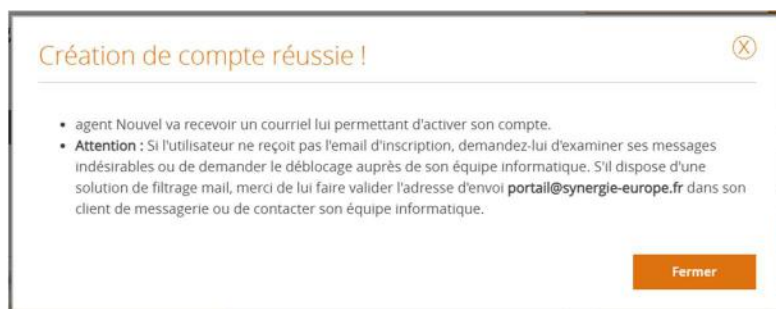 Création de compte réussie !
X
• agent Nouvel va recevoir un courriel lui permettant d'activer son compte.
• Attention : Si l'utilisateur ne reçoit pas l'email d'inscription, demandez-lui d'examiner ses messages
indésirables ou de demander le déblocage auprès de son équipe informatique. S'il dispose d'une
solution de filtrage mail, merci de lui faire valider l'adresse d'envoi portail@synergie-europe.fr dans son
client de messagerie ou de contacter son équipe informatique.
Fermer